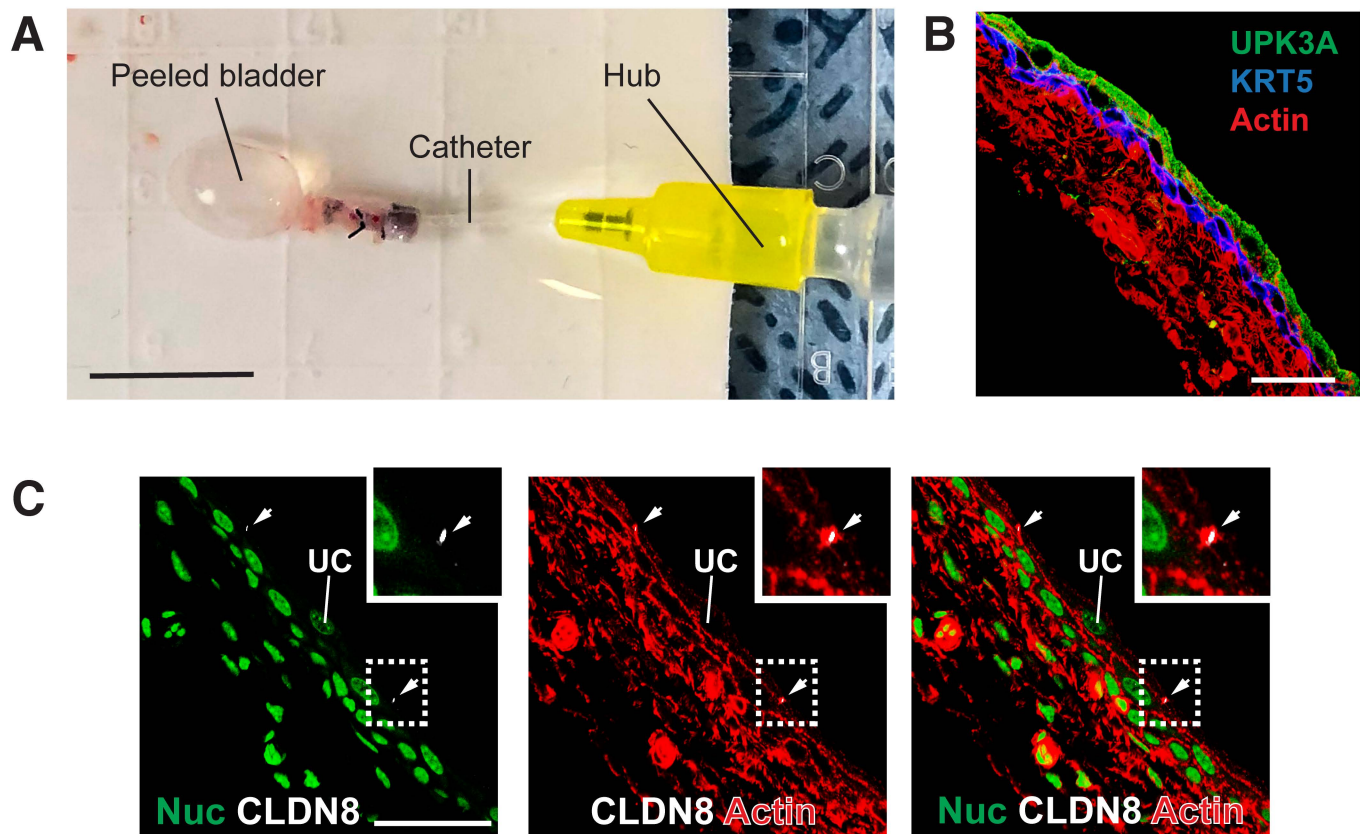 A
Peeled bladder
Hub
Catheter
C
B
B
UPK3A
KRT5
Actin
C
UC
UC
UC
Nuc CLDN8
CLDN8 Actin
Nuc CLDN8 Actin